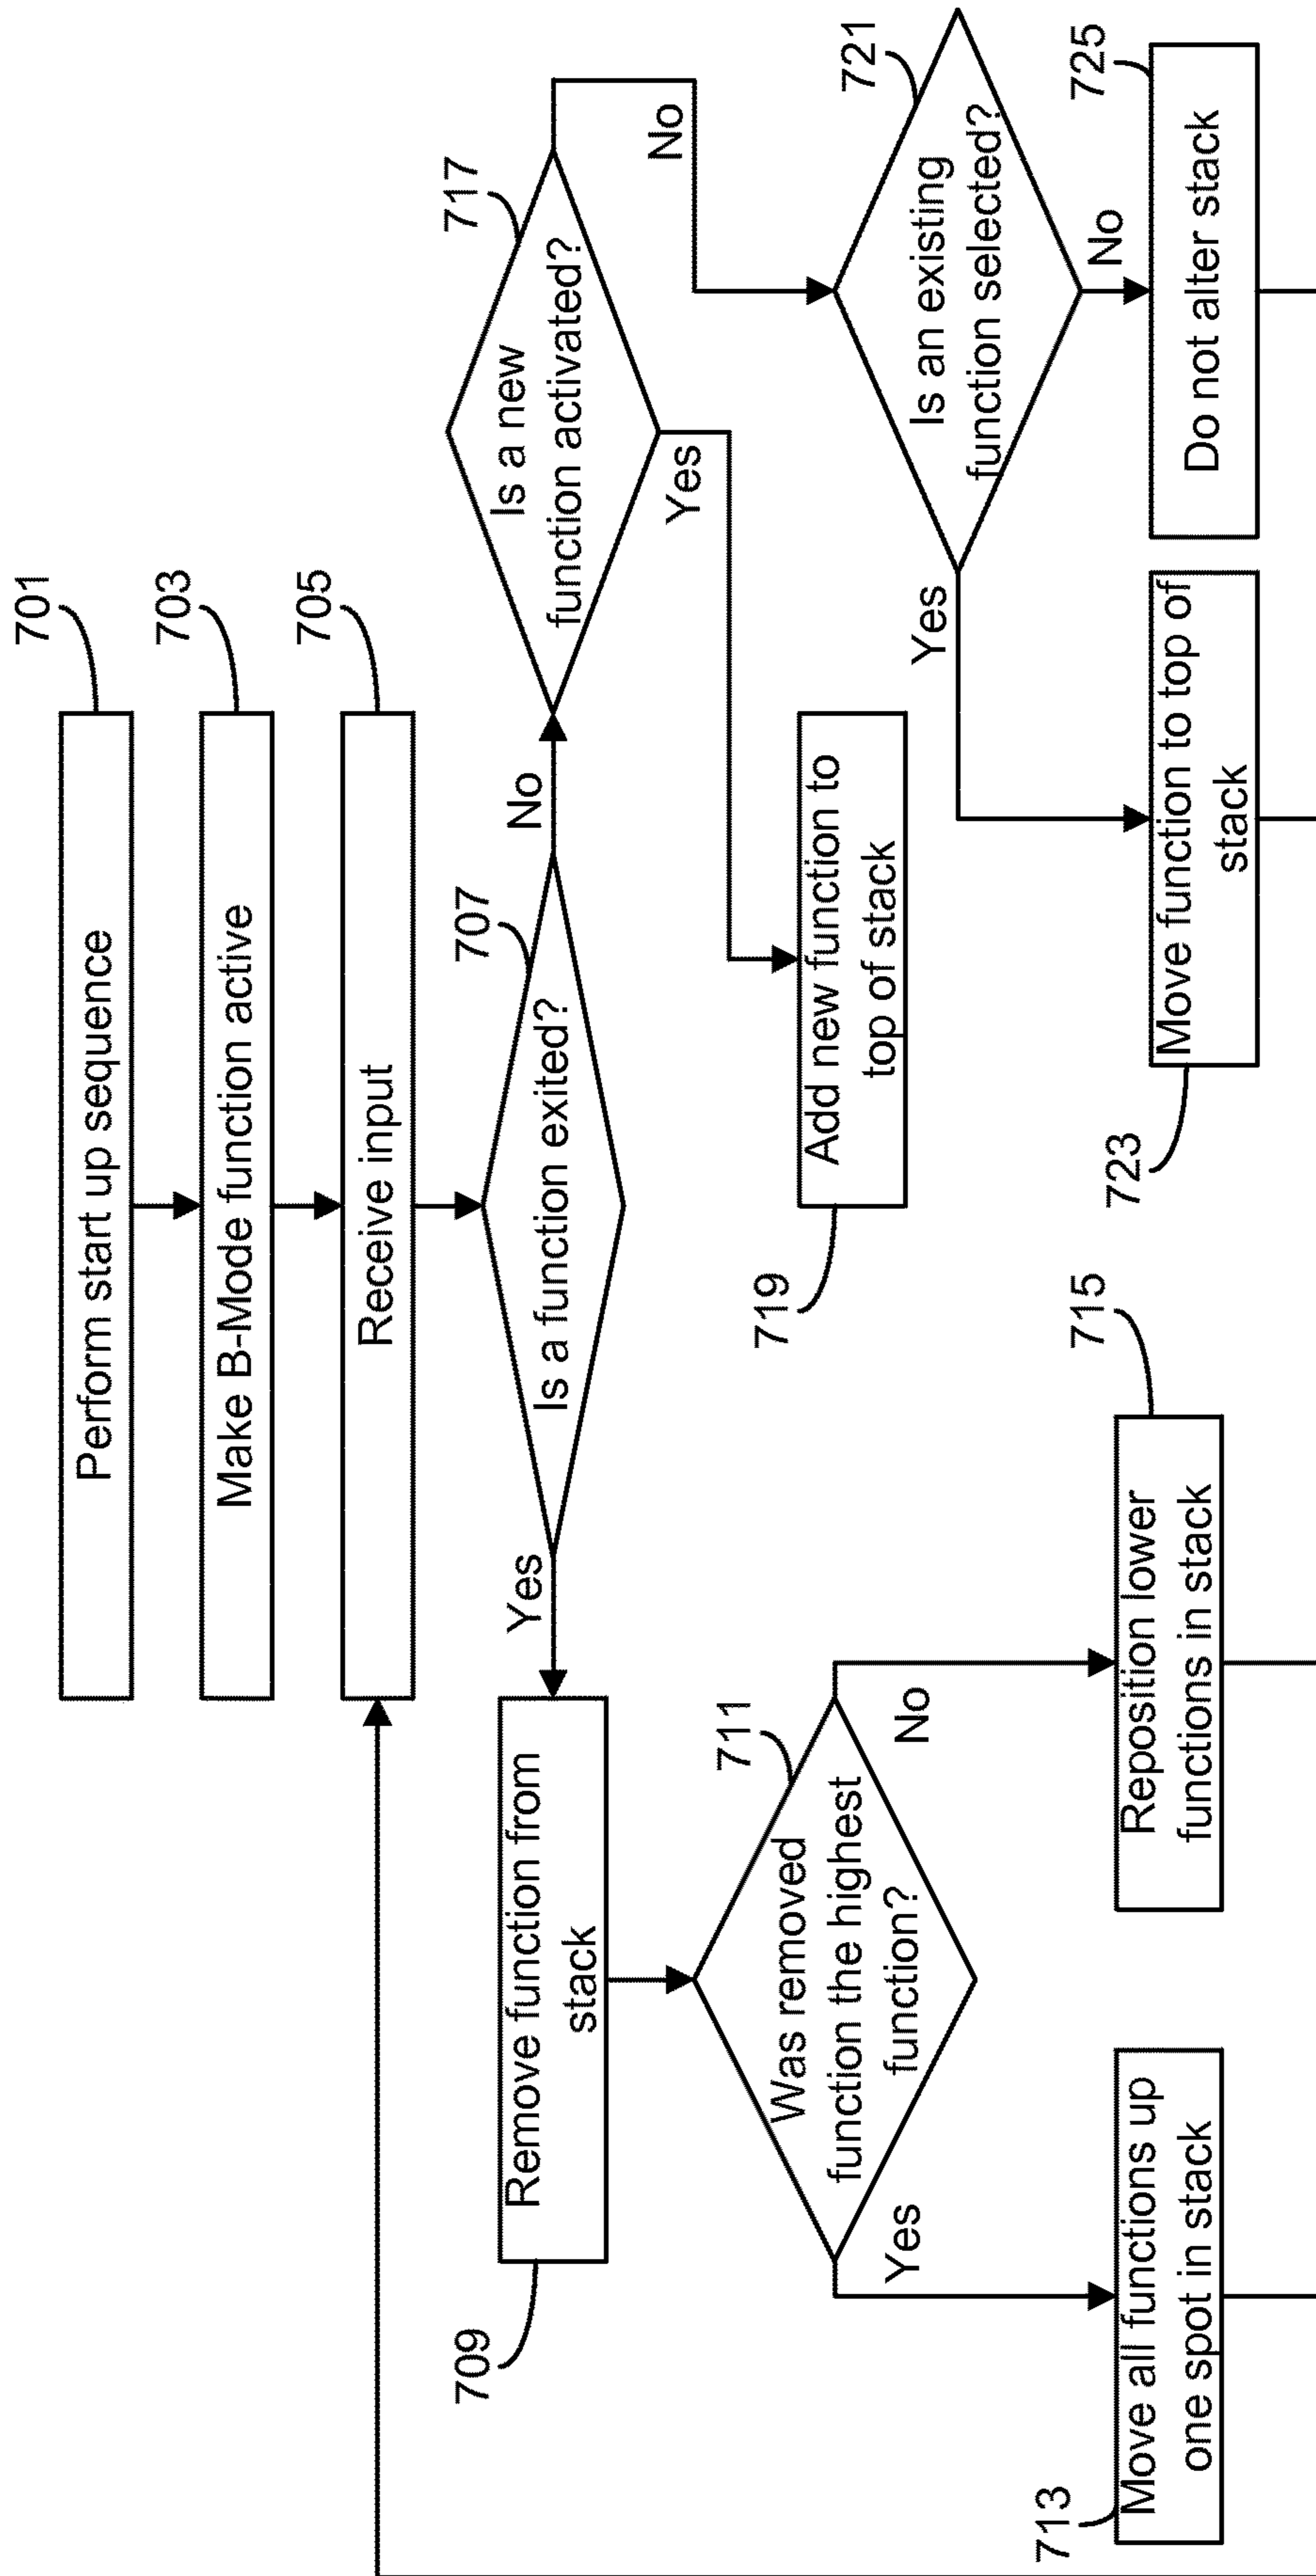 701
Perform start up sequence
703
Make B-Mode function active
705
Receive input
707
Is a function exited?
Yes
No
709
Remove function from
stack
711
Was removed
function the highest
function?
Yes
No
713
Move all functions up
one spot in stack
715
Reposition lower
functions in stack
717
Is a new
function activated?
Yes
No
719
Add new function to
top of stack
721
Is an existing
function selected?
Yes
No
723
Move function to top of
stack
725
Do not alter stack